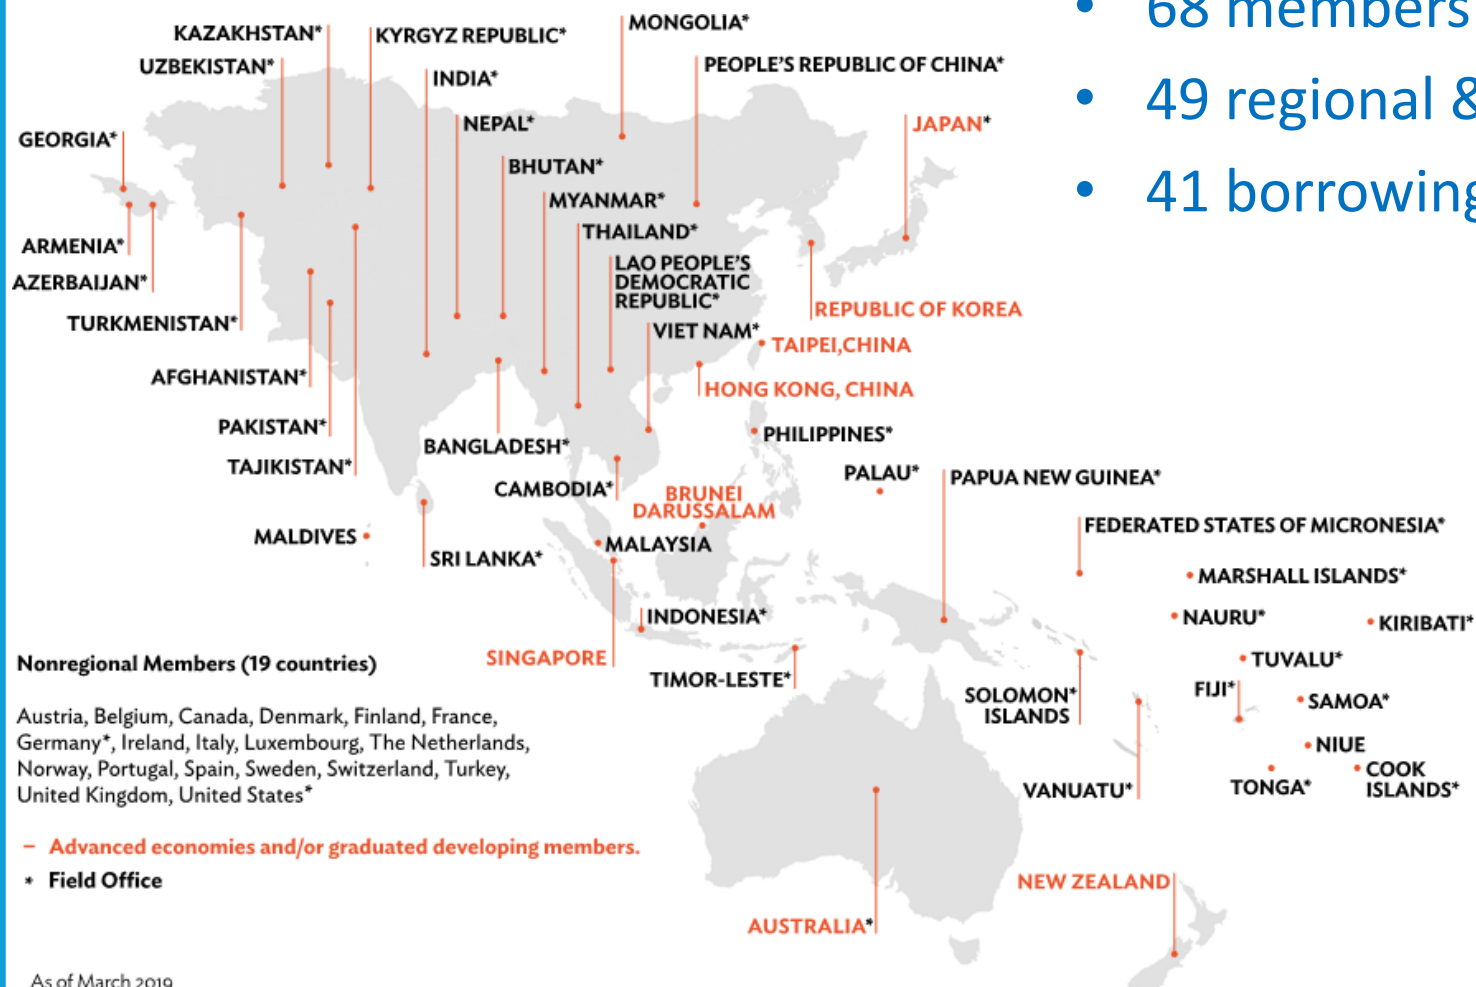 68 members
49 regional &
41 borrowing
MONGOLIA*
KAZAKHSTAN*
KYRGYZ REPUBLIC*
UZBEKISTAN*
INDIA*
PEOPLE'S REPUBLIC OF CHINA*
NEPAL*
JAPAN*
GEORGIA*
BHUTAN*
MYANMAR*
THAILAND*
ARMENIA*
LAO PEOPLE'S
DEMOCRATIC
REPUBLIC*
AZERBAIJAN*
REPUBLIC OF KOREA
TURKMENISTAN*
VIET NAM*
TAIPEI,CHINA
AFGHANISTAN*
HONG KONG, CHINA
PAKISTAN*
PHILIPPINES*
BANGLADESH*
TAJIKISTAN*
PALAU*
PAPUA NEW GUINEA*
CAMBODIA*
BRUNEI
DARUSSALAM
FEDERATED STATES OF MICRONESIA*
MALDIVES
MALAYSIA
SRI LANKA*
MARSHALL ISLANDS*
INDONESIA*
NAURU*
KIRIBATI*
SINGAPORE
TUVALU*
TIMOR-LESTE*
FIJI*
SOLOMON*
ISLANDS
SAMOA*
NIUE
COOK
ISLANDS*
VANUATU*
TONGA*
NEW ZEALAND
AUSTRALIA*
Nonregional Members (19 countries)
Austria, Belgium, Canada, Denmark, Finland, France,
Germany*, Ireland, Italy, Luxembourg, The Netherlands,
Norway, Portugal, Spain, Sweden, Switzerland, Turkey,
United Kingdom, United States*
– Advanced economies and/or graduated developing members.
* Field Office
As of March 2019